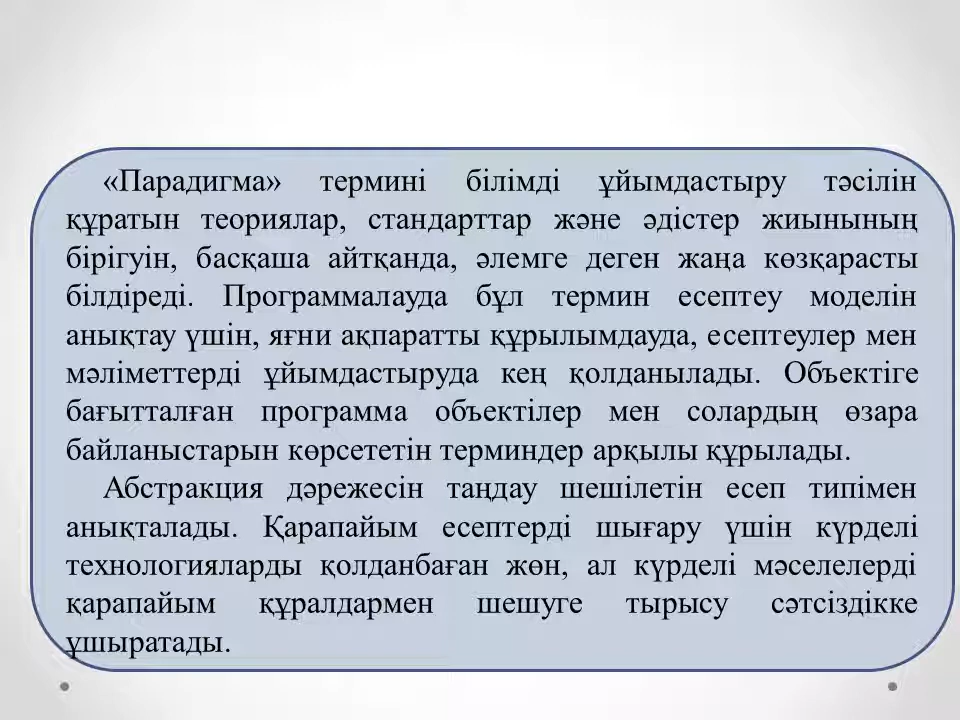 «Парадигма» термині білімді ұйымдастыру тәсілін
құратын теориялар, стандарттар және әдістер жиынының
бірігуін, басқаша айтқанда, әлемге деген жаңа көзқарасты
білдіреді. Программалауда бұл термин есептеу моделін
анықтау үшін, яғни ақпаратты құрылымдауда, есептеулер мен
мәліметтерді ұйымдастыруда кең қолданылады. Объектіге
бағытталған программа объектілер мен солардың өзара
байланыстарын көрсететін терминдер арқылы құрылады.
Абстракция дәрежесін таңдау шешілетін есеп типімен
анықталады. Қарапайым есептерді шығару үшін күрделі
технологияларды қолданбаған жөн, ал күрделі мәселелерді
қарапайым құралдармен шешуге тырысу сәтсіздікке
ұшыратады.